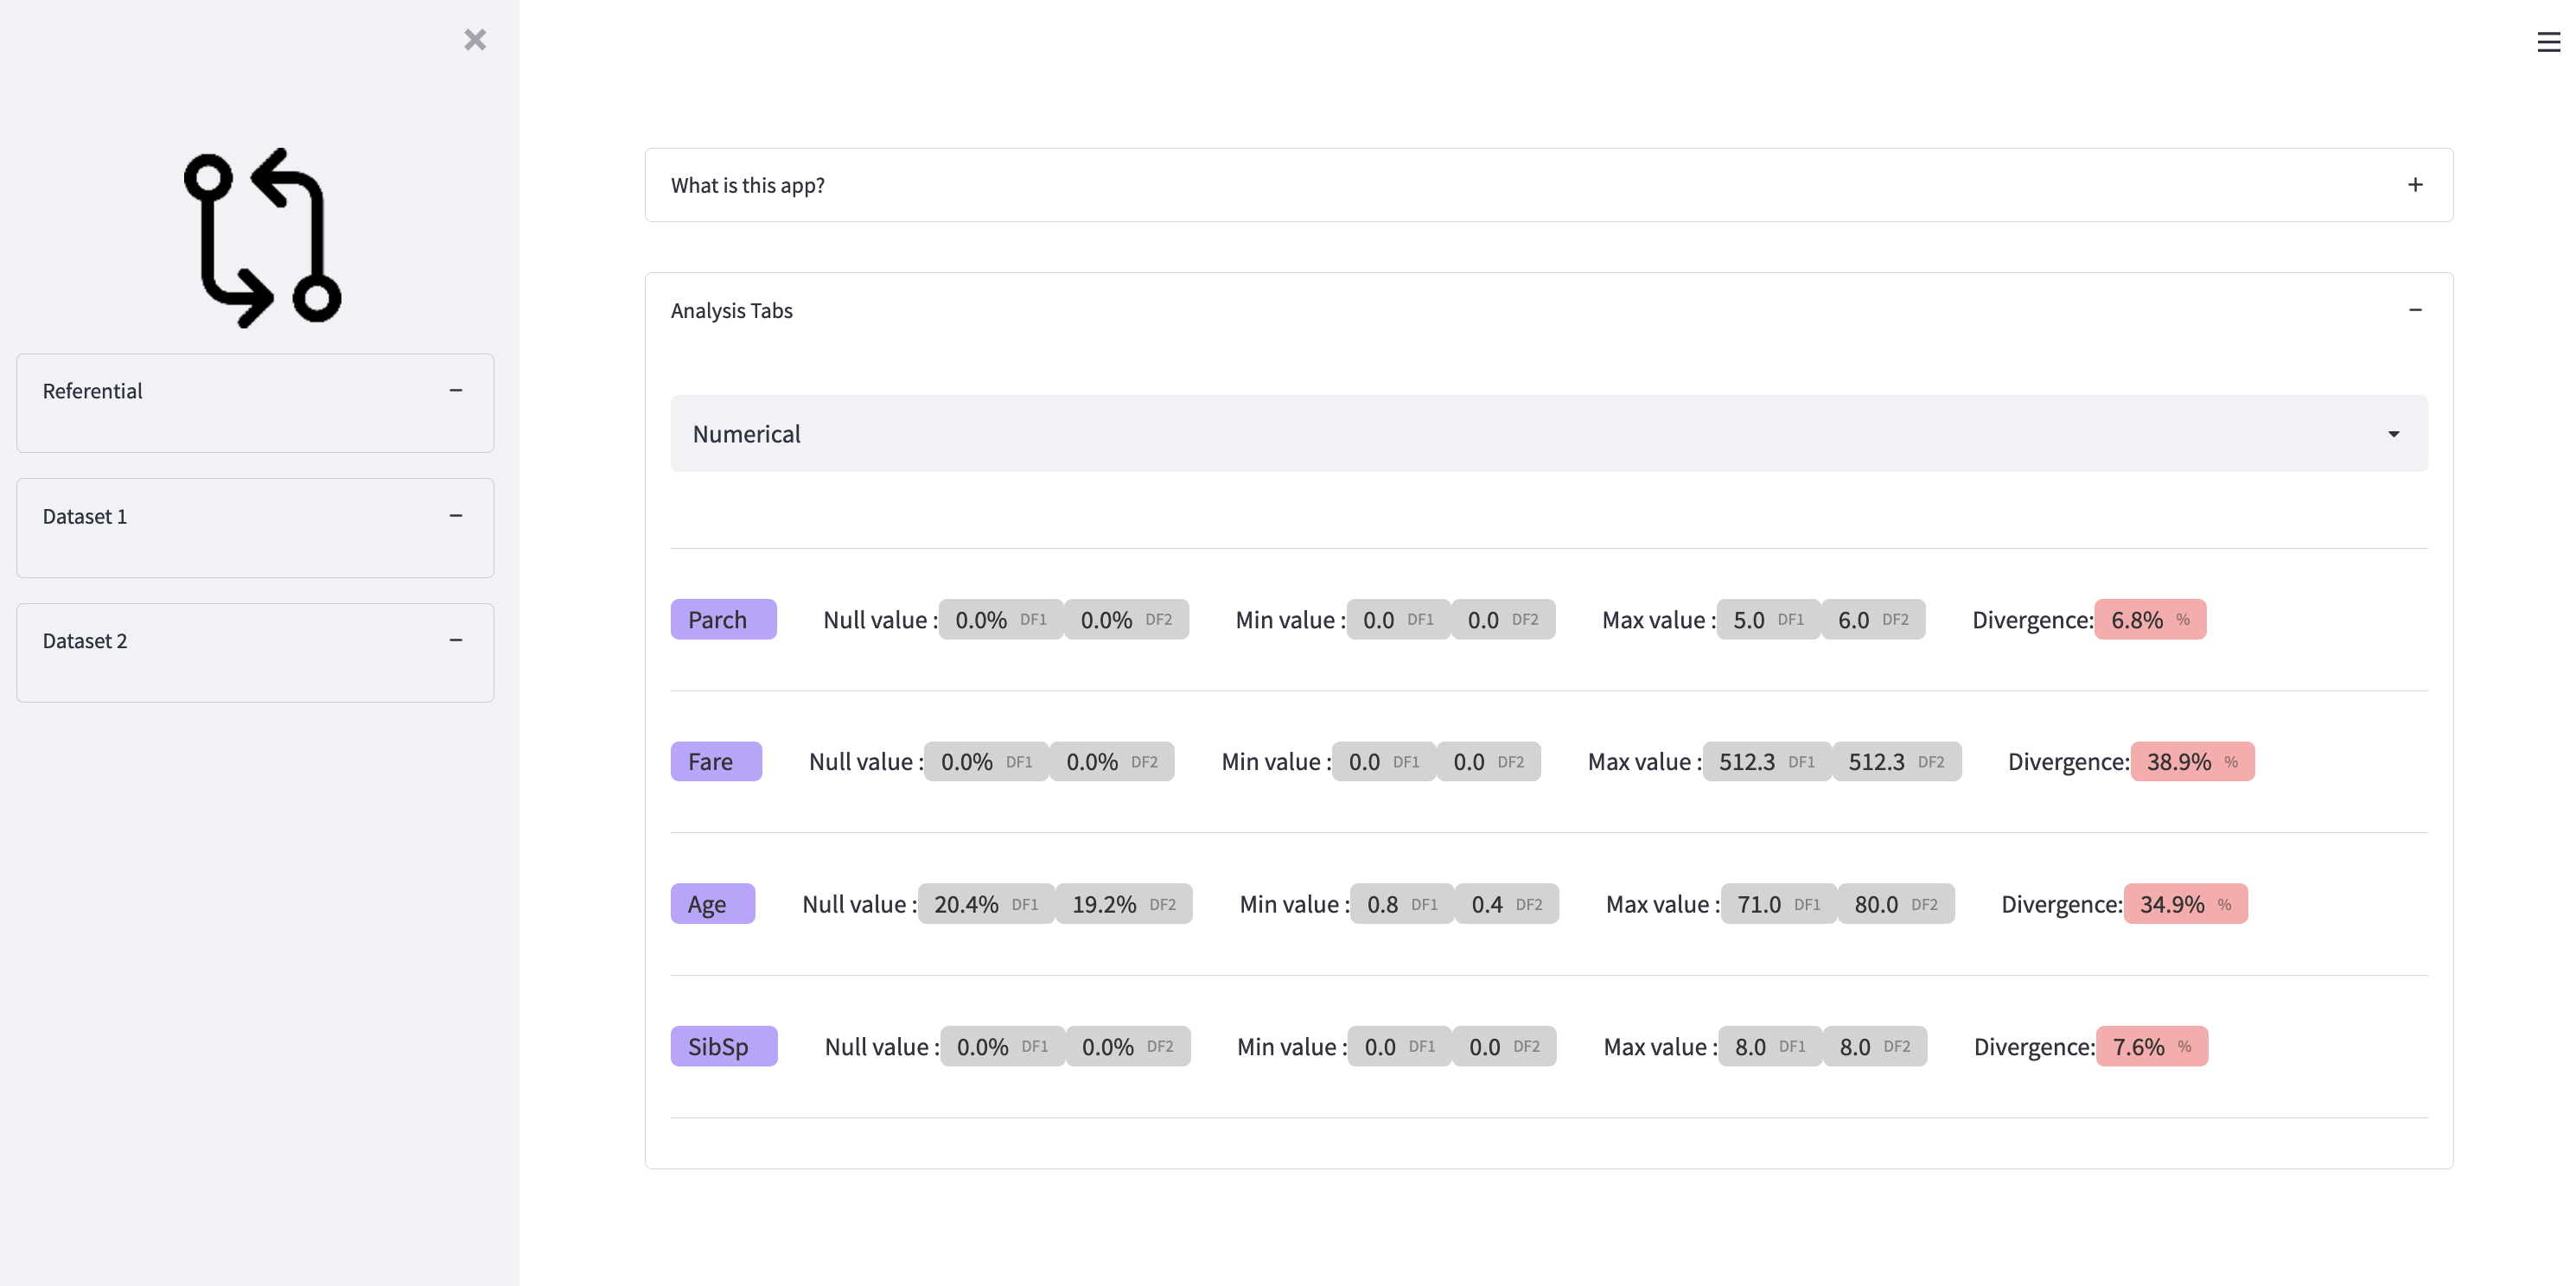 Referential
Dataset 1
Dataset 2
What is this app?
Analysis Tabs
Numerical
Parch Null value : 0.0% DF1 0.0% DF2 Min value : 0.0 DF1 0.0 DF2 Max value : 5.0 DF1 6.0 DF2 Divergence: 6.8% %
Fare Null value : 0.0% DF1 0.0% DF2 Min value : 0.0 DF1 0.0 DF2 Max value : 512.3 DF1 512.3 DF2 Divergence: 38.9% %
Age Null value : 20.4% DF1 19.2% DF2 Min value : 0.8 DF1 0.4 DF2 Max value : 71.0 DF1 80.0 DF2 Divergence: 34.9% %
SibSp Null value : 0.0% DF1 0.0% DF2 Min value : 0.0 DF1 0.0 DF2 Max value : 8.0 DF1 8.0 DF2 Divergence: 7.6% %